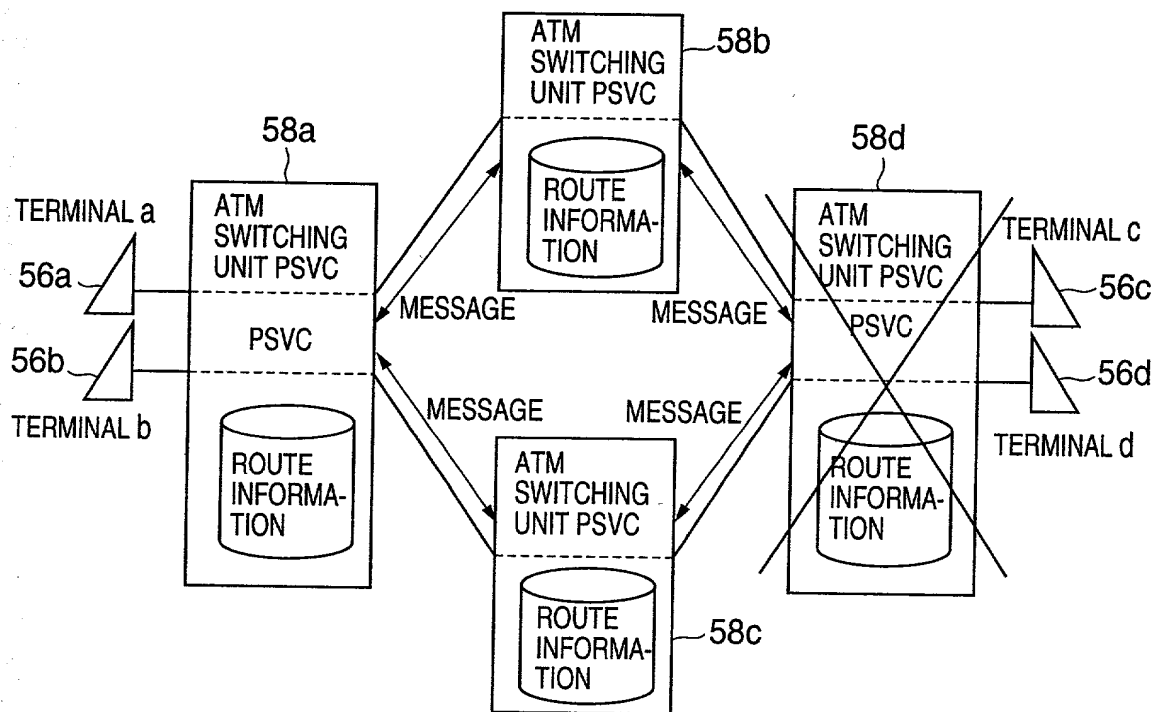 ATM
SWITCHING
UNIT PSVC
58b
ROUTE
INFORMA-
TION
58a
ATM
SWITCHING
UNIT PSVC
PSVC
ROUTE
INFORMA-
TION
TERMINAL a
56a
56b
TERMINAL b
MESSAGE
MESSAGE
MESSAGE
MESSAGE
58d
ATM
SWITCHING
UNIT PSVC
PSVC
ROUTE
INFORMA-
TION
TERMINAL c
56c
56d
TERMINAL d
ATM
SWITCHING
UNIT PSVC
ROUTE
INFORMA-
TION
58c